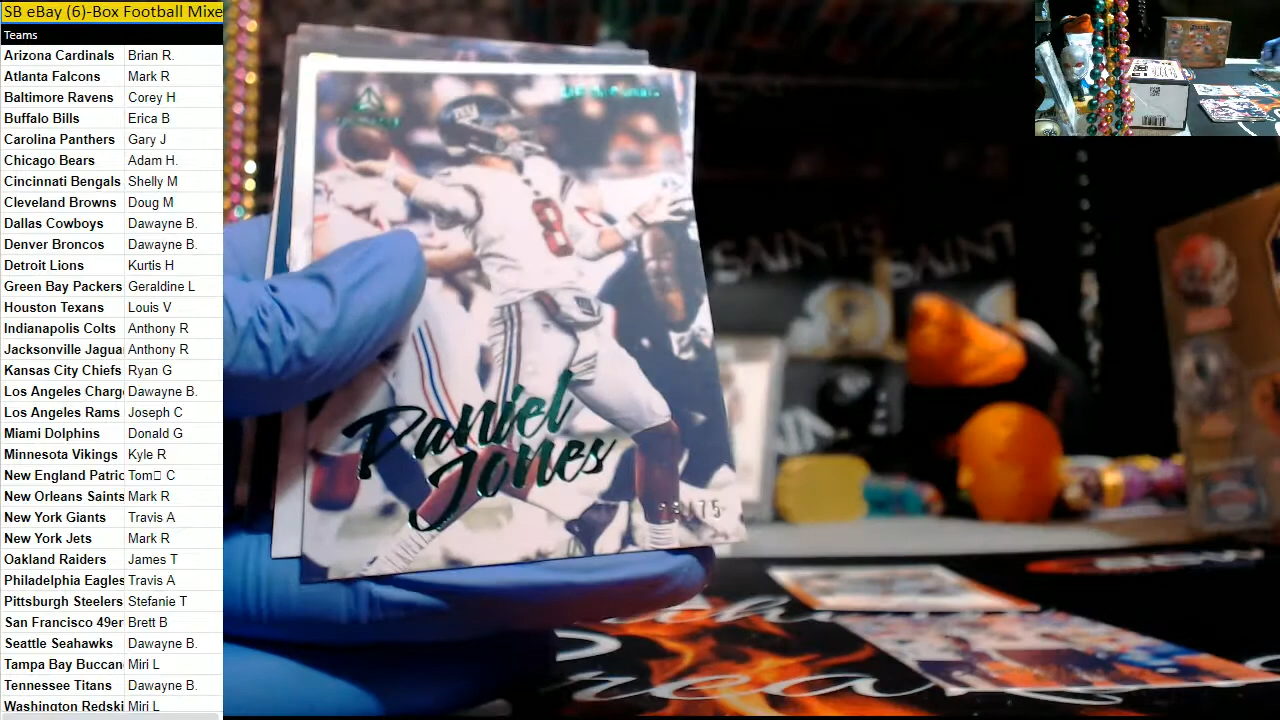 SB eBay (6)-Box Football Mixe
Teams
Arizona Cardinals Brian R.
Atlanta Falcons Mark R
Baltimore Ravens Corey H
Buffalo Bills Erica B
Carolina Panthers Gary J
Chicago Bears Adam H.
Cincinnati Bengals Shelly M
Cleveland Browns Doug M
Dallas Cowboys Dawayne B.
Denver Broncos Dawayne B.
Detroit Lions Kurtis H
Green Bay Packers Geraldine L
Houston Texans Louis V
Indianapolis Colts Anthony R
Jacksonville Jagua Anthony R
Kansas City Chiefs Ryan G
Los Angeles Charg Dawayne B.
Los Angeles Rams Joseph C
Miami Dolphins Donald G
Minnesota Vikings Kyle R
New England Patric Tom□ C
New Orleans Saints Mark R
New York Giants Travis A
New York Jets Mark R
Oakland Raiders James T
Philadelphia Eagles Travis A
Pittsburgh Steelers Stefanie T
San Francisco 49er Brett B
Seattle Seahawks Dawayne B.
Tampa Bay Buccan Miri L
Tennessee Titans Dawayne B.
Washington Redski Miri L
8
Daniel
Jones
SAINTS
SAINT